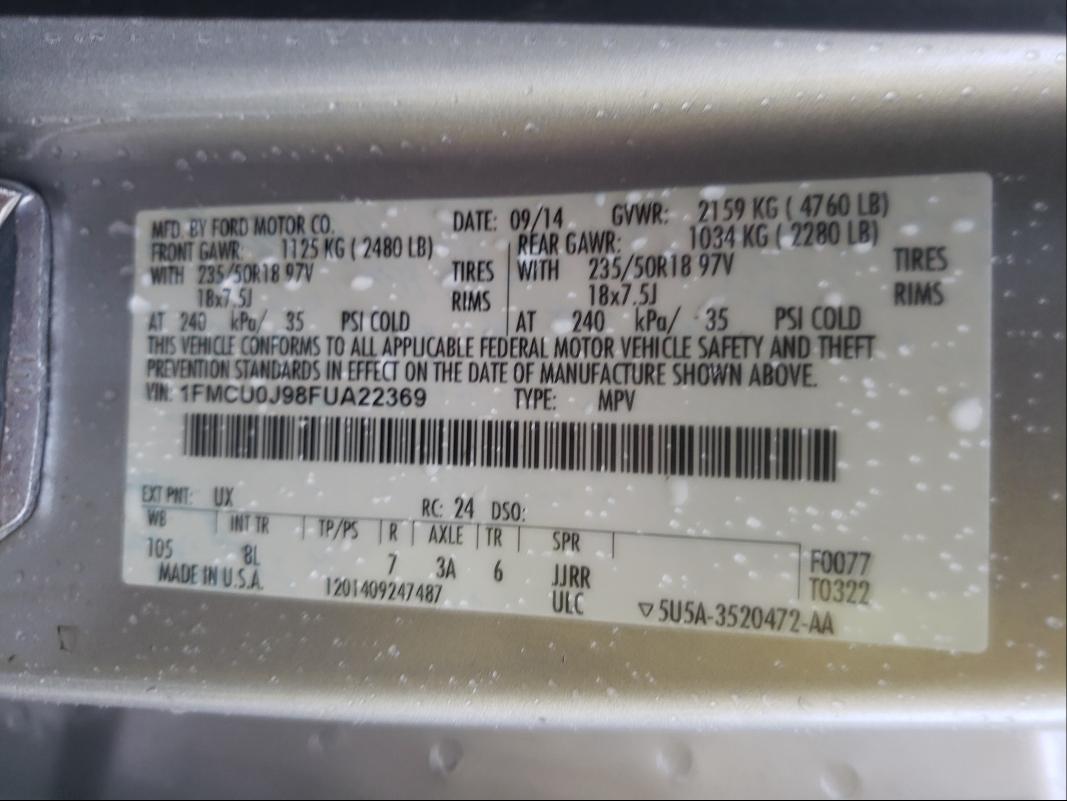 MFD. BY FORD MOTOR CO. DATE: 09/14 GVWR: 2159 KG ( 4760 LB)
FRONT GAWR: 1125 KG ( 2480 LB) REAR GAWR: 1034 KG ( 2280 LB)
WITH 235/50R18 97V TIRES WITH 235/50R18 97V TIRES
18x7.5J RIMS 18x7.5J RIMS
AT 240 kPa/ 35 PSI COLD AT 240 kPa/ 35 PSI COLD
THIS VEHICLE CONFORMS TO ALL APPLICABLE FEDERAL MOTOR VEHICLE SAFETY AND THEFT
PREVENTION STANDARDS IN EFFECT ON THE DATE OF MANUFACTURE SHOWN ABOVE.
VIN: 1FMCU0J98FUA22369 TYPE: MPV
EXT PNT: UX RC: 24 DSO:
WB INT TR TP/PS R AXLE TR SPR
105 8L 7 3A 6 JJRR F0077
MADE IN U.S.A. 1201409247487 ULC T0322
▽5U5A-3520472-AA